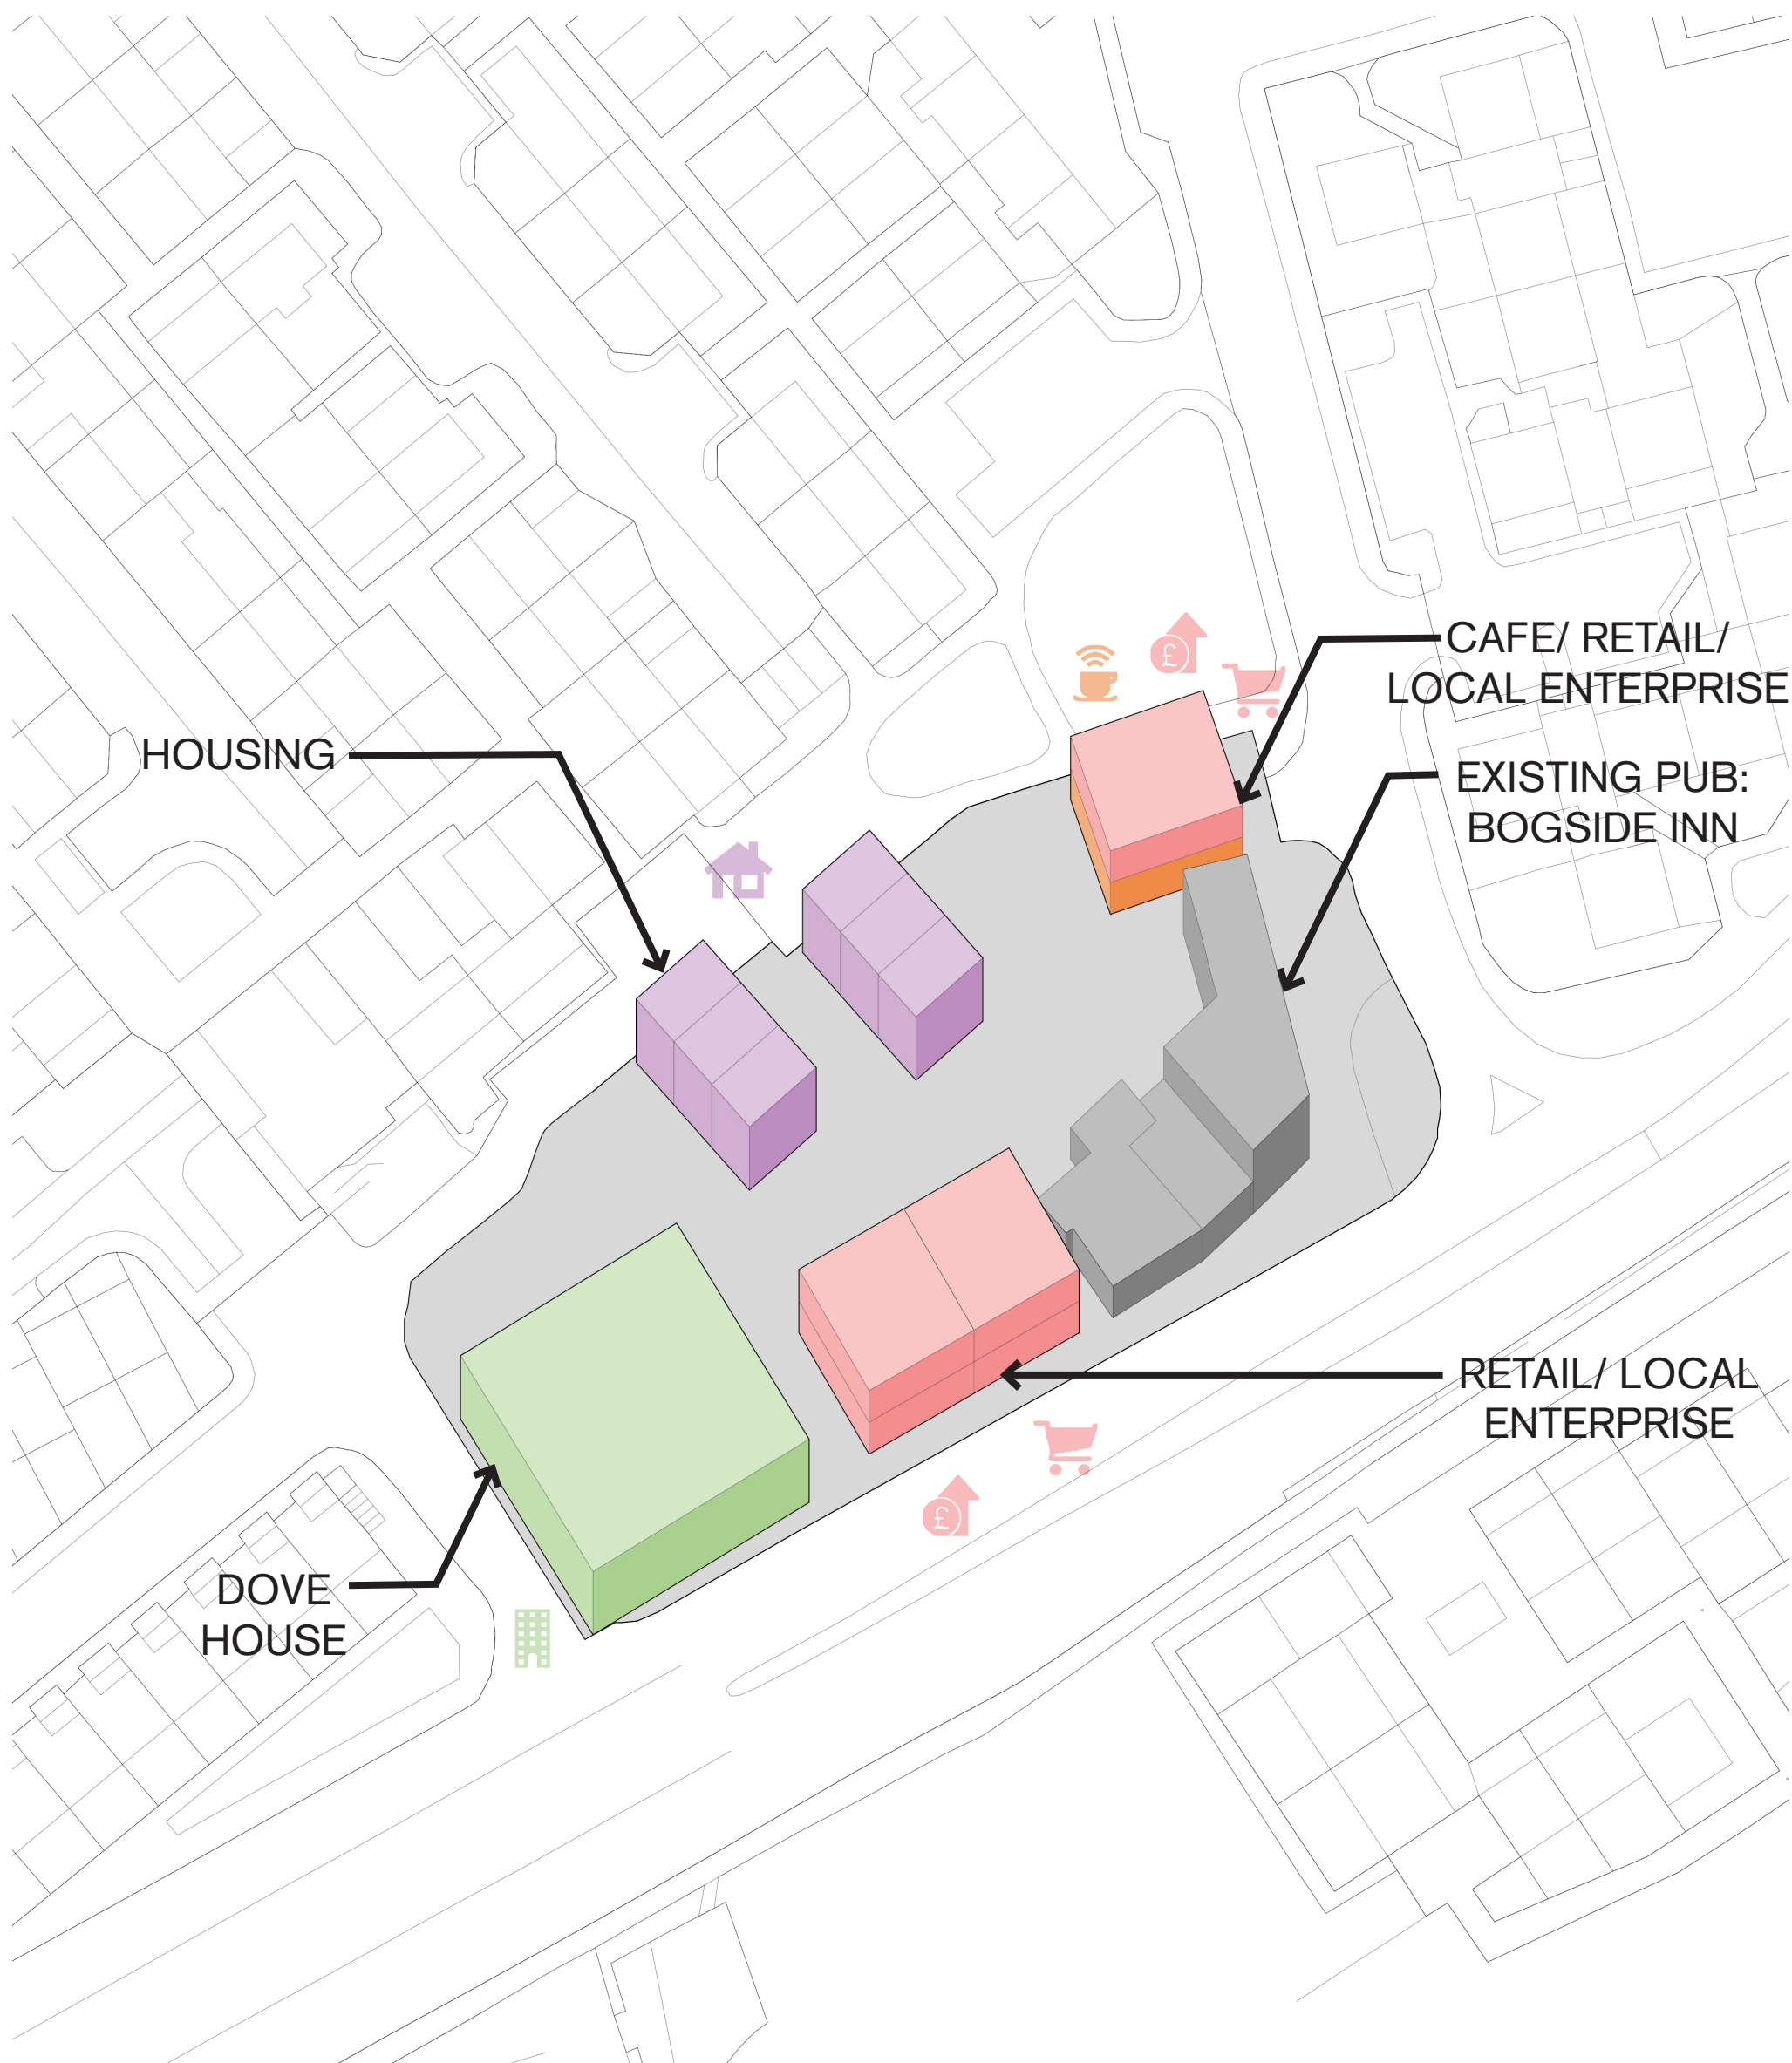 CAFE/ RETAIL/
LOCAL ENTERPRISE
HOUSING
EXISTING PUB:
BOGSIDE INN
RETAIL/ LOCAL
ENTERPRISE
DOVE
HOUSE
£
£